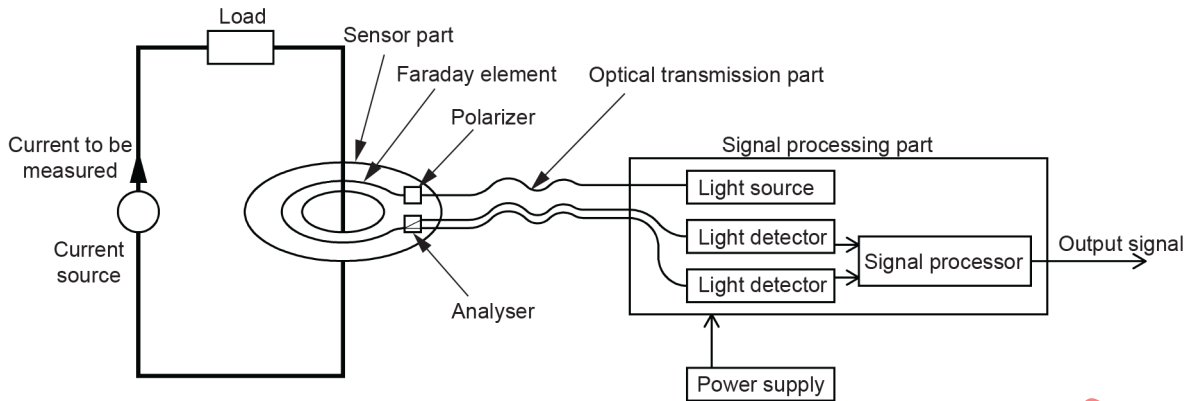 Load
Sensor part
Faraday element
Optical transmission part
Polarizer
Current to be
measured
Signal processing part
Light source
Light detector
Output signal
Current
source
Signal processor
Light detector
Analyser
Power supply